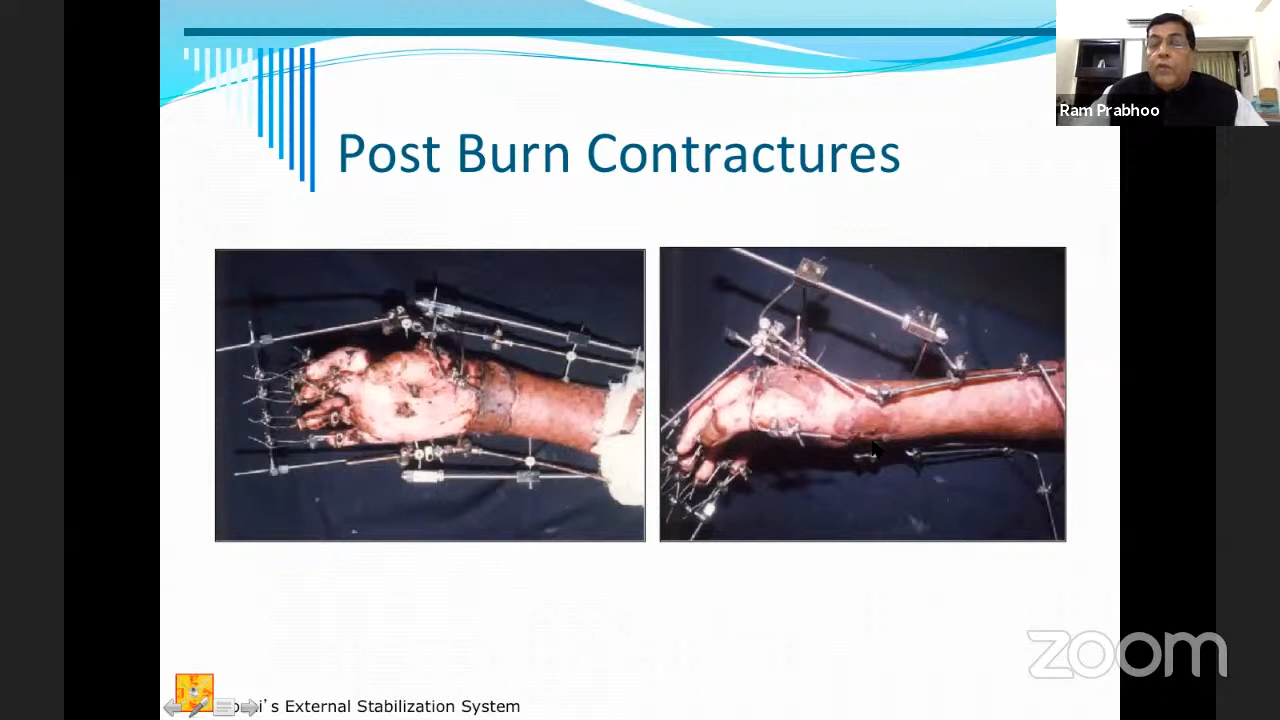 Ram Prabhoo
Post Burn Contractures
's External Stabilization System
zoom